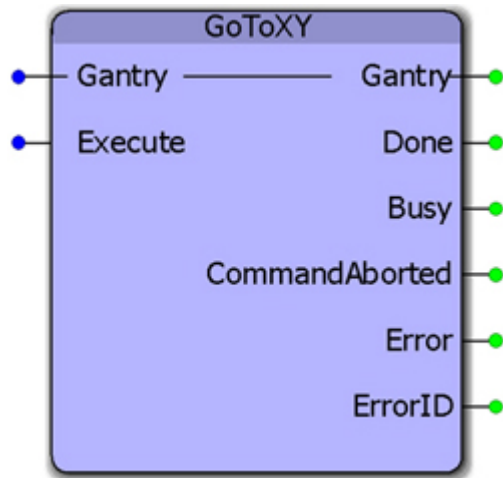 GoToXY
Gantry Gantry
Execute Done
Busy
CommandAborted
Error
ErrorID